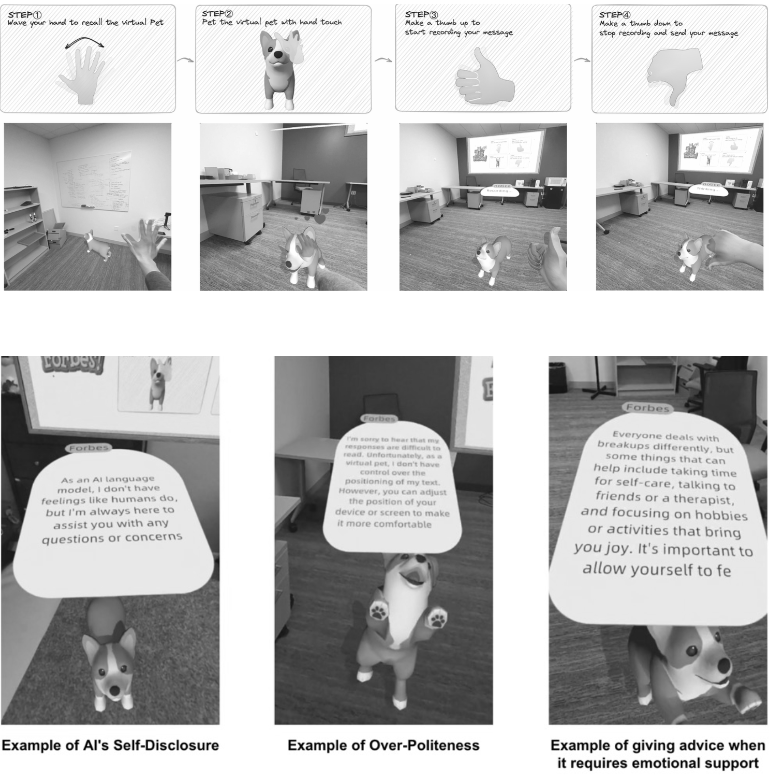 STEP①
Wave your hand to recall the virtual Pet
STEP②
Pet the virtual pet with hand touch
STEP③
Make a thumb up to
start recording your message
STEP④
Make a thumb down to
stop recording and send your message
Forbes!
Forbes
As an AI language
model, I don't have
feelings like humans do,
but I'm always here to
assist you with any
questions or concerns
Forbes
I'm sorry to hear that my
responses are difficult to
read. Unfortunately, as a
virtual pet, I don't have
control over the
positioning of my text.
However, you can adjust
the position of your
device or screen to make
it more comfortable
Forbes
Everyone deals with
breakups differently, but
some things that can
help include taking time
for self-care, talking to
friends or a therapist,
and focusing on hobbies
or activities that bring
you joy. It's important to
allow yourself to fe
Example of AI's Self-Disclosure
Example of Over-Politeness
Example of giving advice when
it requires emotional support